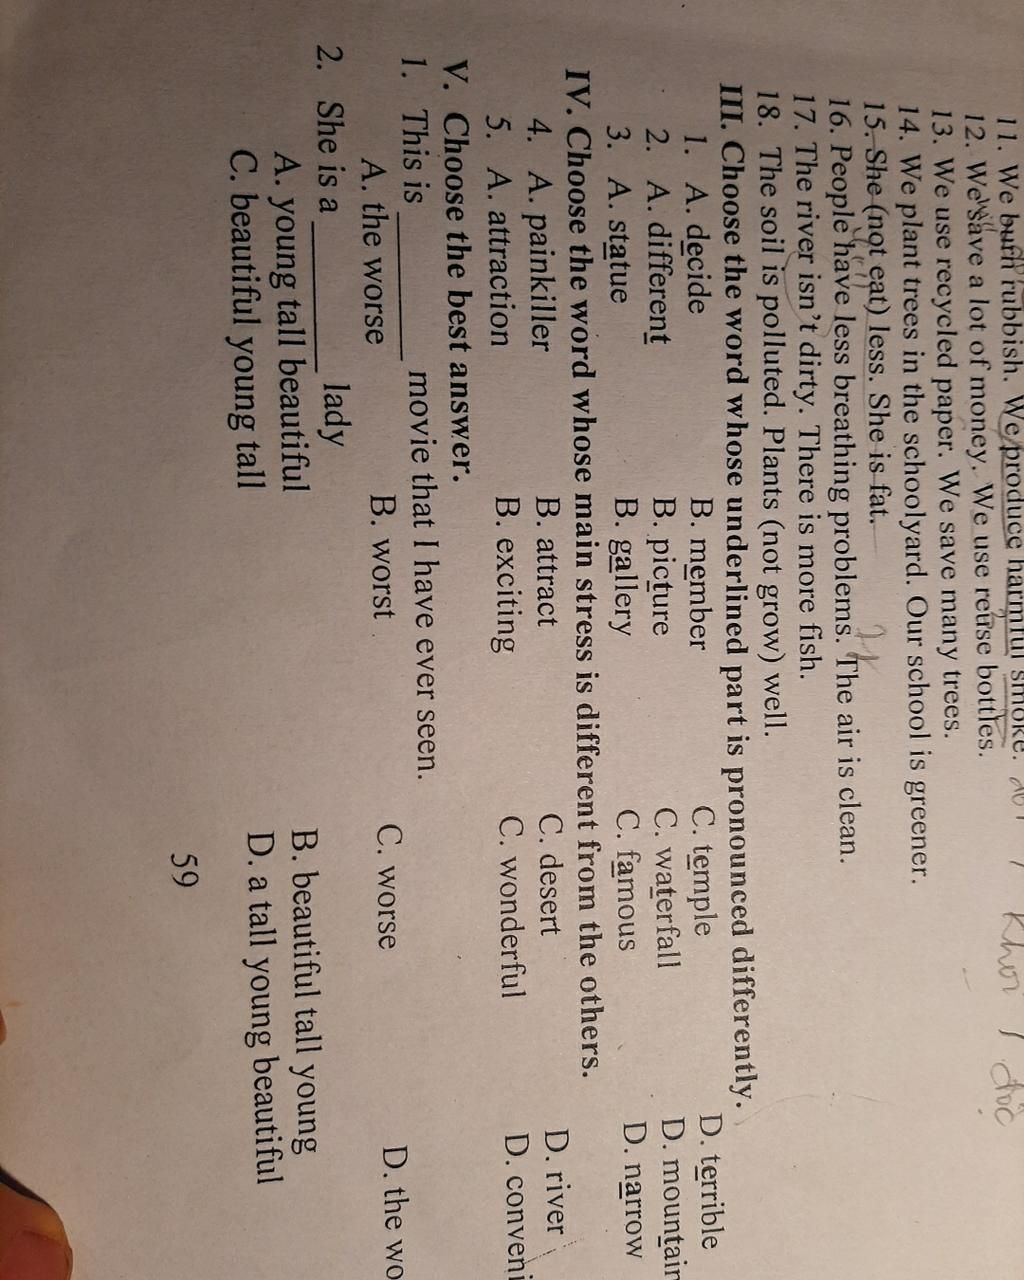 11. We burn rubbish. We produce harmful smoke.
12. We save a lot of money. We use reuse bottles.
13. We use recycled paper. We save many trees.
14. We plant trees in the schoolyard. Our school is greener.
15. She (not eat) less. She is fat.
16. People have less breathing problems. The air is clean.
17. The river isn't dirty. There is more fish.
18. The soil is polluted. Plants (not grow) well.
III. Choose the word whose underlined part is pronounced differently.
1. A. decide B. member C. temple D. terrible
2. A. different B. picture C. waterfall D. mountain
3. A. statue B. gallery C. famous D. narrow
IV. Choose the word whose main stress is different from the others.
4. A. painkiller B. attract C. desert D. river
5. A. attraction B. exciting C. wonderful D. conveni
V. Choose the best answer.
1. This is ________ movie that I have ever seen.
A. the worse B. worst C. worse D. the wo
2. She is a ________ lady
A. young tall beautiful B. beautiful tall young
C. beautiful young tall D. a tall young beautiful
59